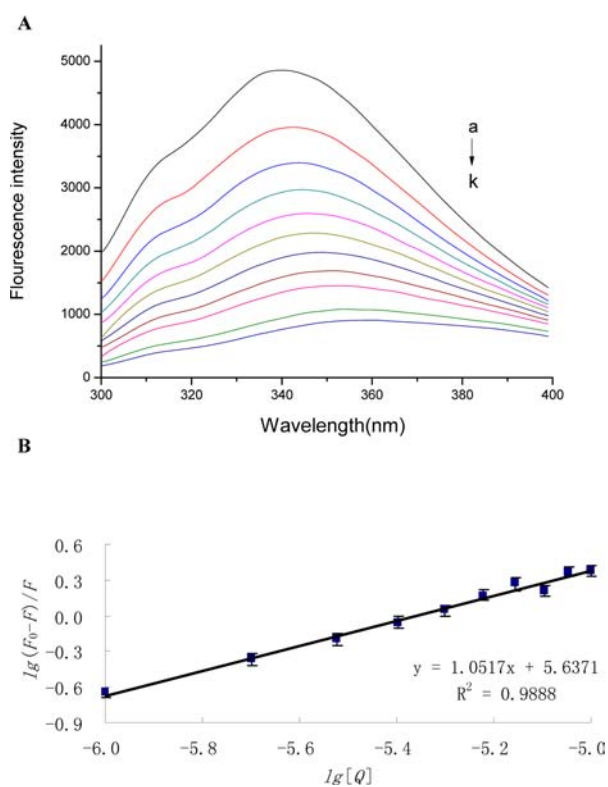 A
Flourescence intensity
5000
4000
3000
2000
1000
0
a
k
300
320
340
360
380
400
Wavelength(nm)
B
lg(F₀-F)/F
0.6
0.3
0.0
-0.3
-0.6
-0.9
y = 1.0517x + 5.6371
R² = 0.9888
-6.0
-5.8
-5.6
-5.4
-5.2
-5.0
lg[Q]